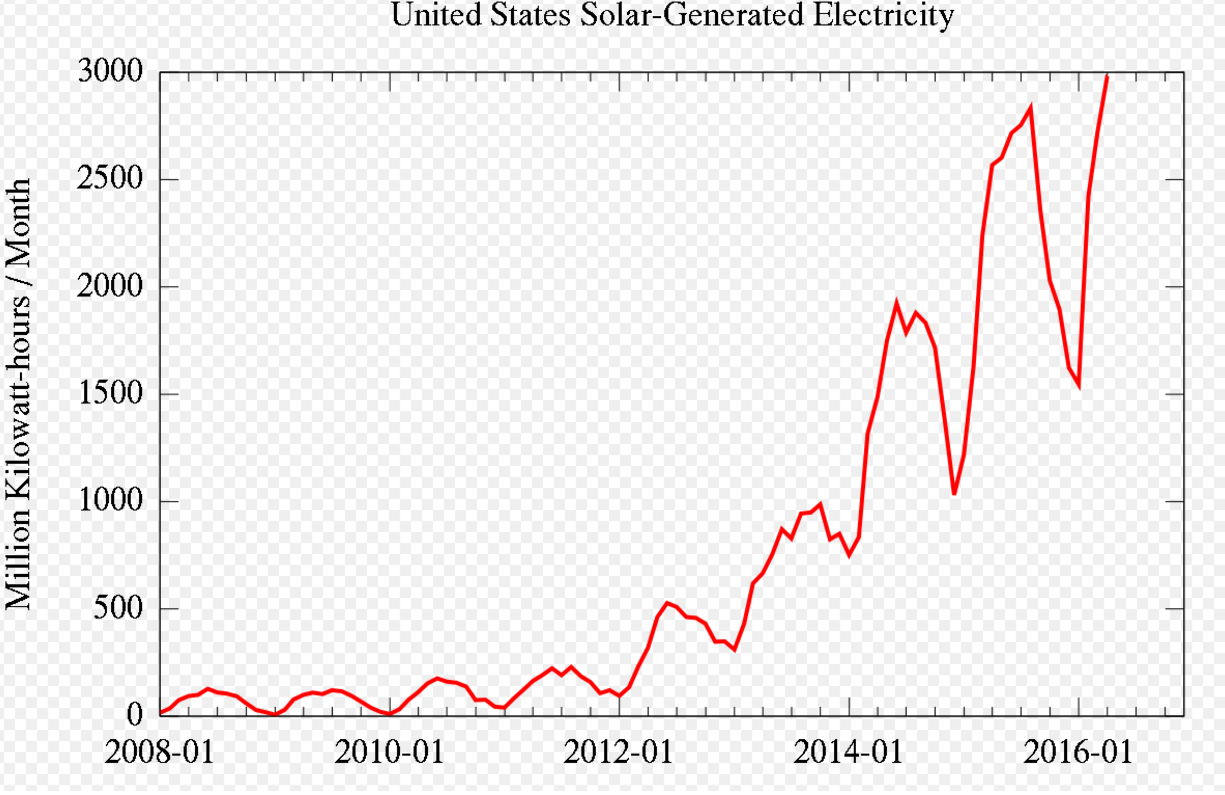 United States Solar-Generated Electricity
Million Kilowatt-hours / Month
3000
2500
2000
1500
1000
500
0
2008-01 2010-01 2012-01 2014-01 2016-01